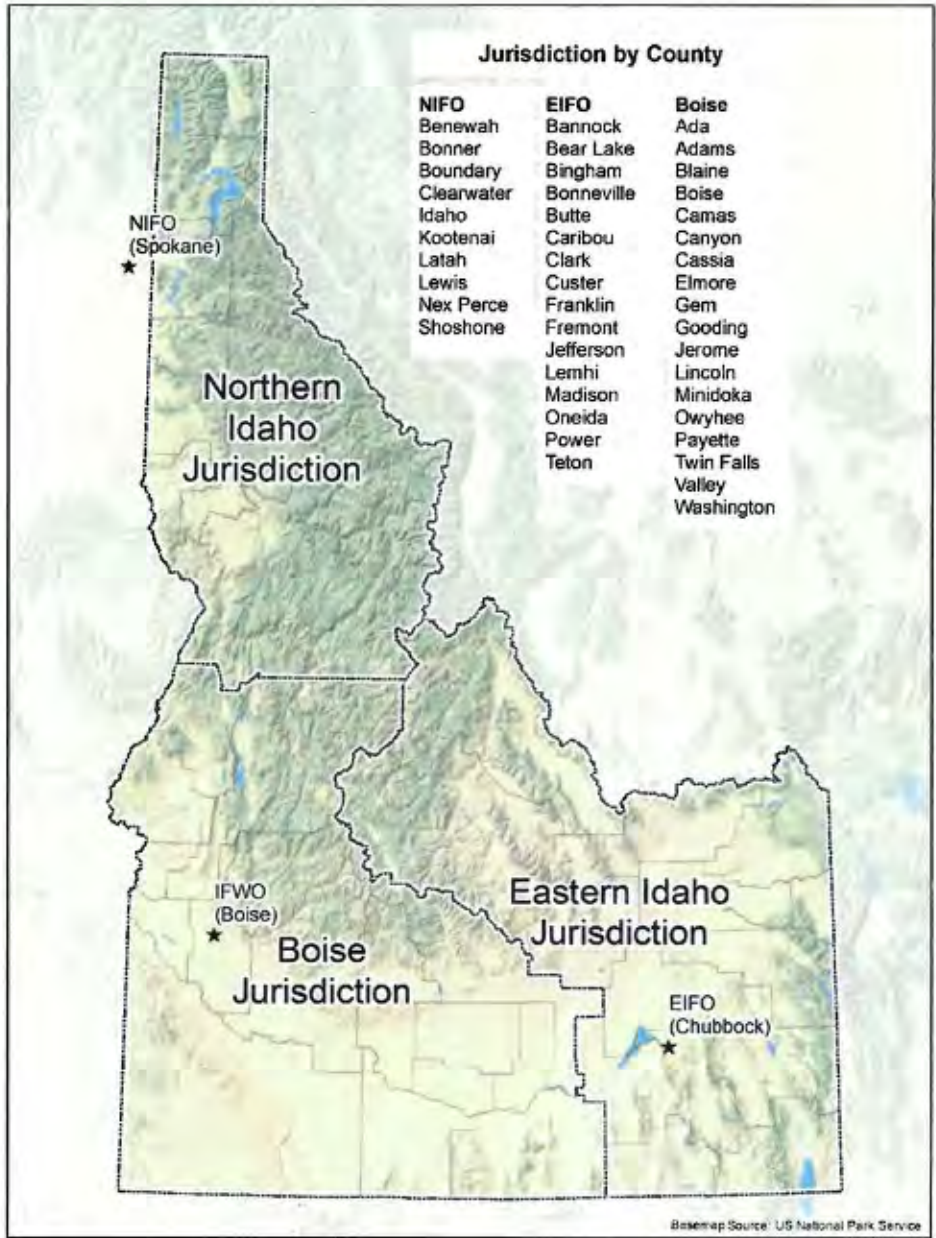 Jurisdiction by County
NIFO
Benewah
Bonner
Boundary
Clearwater
Idaho
Kootenai
Latah
Lewis
Nex Perce
Shoshone
EIFO
Bannock
Bear Lake
Bingham
Bonneville
Butte
Caribou
Clark
Custer
Franklin
Fremont
Jefferson
Lemhi
Madison
Oneida
Power
Teton
Boise
Ada
Adams
Blaine
Boise
Camas
Canyon
Cassia
Elmore
Gem
Gooding
Jerome
Lincoln
Minidoka
Owyhee
Payette
Twin Falls
Valley
Washington
NIFO
(Spokane)
Northern
Idaho
Jurisdiction
IFWO
(Boise)
Boise
Jurisdiction
Eastern Idaho
Jurisdiction
EIFO
(Chubbock)
Basemap Source: US National Park Service